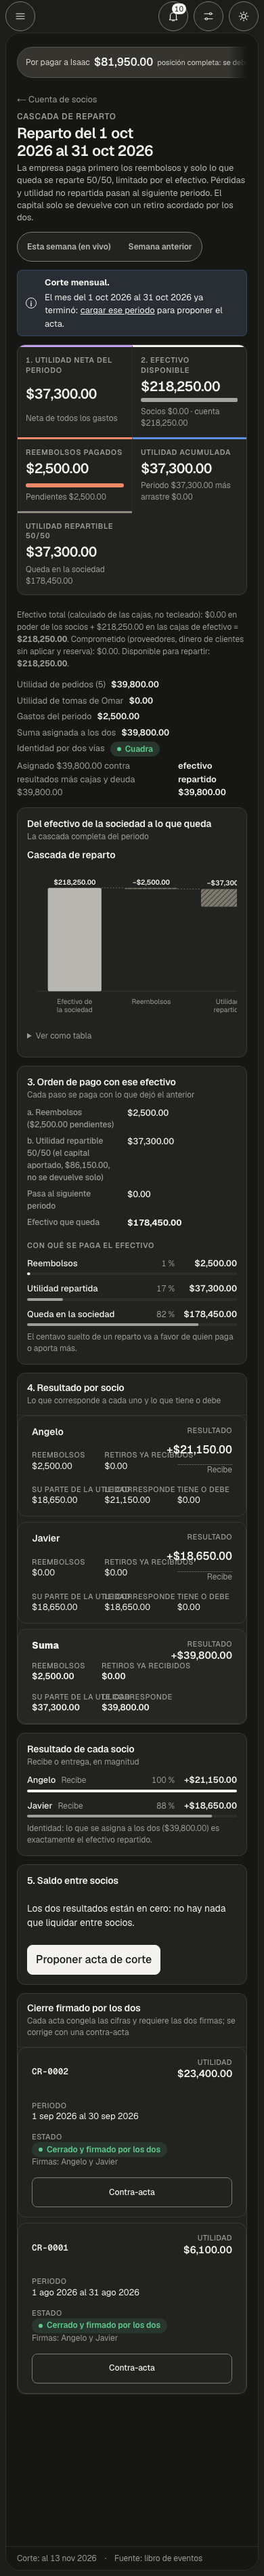 10
Por pagar a Isaac $81,950.00 posición completa: se deb
← Cuenta de socios
CASCADA DE REPARTO
Reparto del 1 oct
2026 al 31 oct 2026
La empresa paga primero los reembolsos y solo lo que
queda se reparte 50/50, limitado por el efectivo. Pérdidas
y utilidad no repartida pasan al siguiente periodo. El
capital solo se devuelve con un retiro acordado por los
dos.
Esta semana (en vivo) Semana anterior
Corte mensual.
El mes del 1 oct 2026 al 31 oct 2026 ya
terminó: cargar ese periodo para proponer el
acta.
1. UTILIDAD NETA DEL
PERIODO
$37,300.00
Neta de todos los gastos
2. EFECTIVO
DISPONIBLE
$218,250.00
Socios $0.00 · cuenta
$218,250.00
REEMBOLSOS PAGADOS
$2,500.00
Pendientes $2,500.00
UTILIDAD ACUMULADA
$37,300.00
Periodo $37,300.00 más
arrastre $0.00
UTILIDAD REPARTIBLE
50/50
$37,300.00
Queda en la sociedad
$178,450.00
Efectivo total (calculado de las cajas, no tecleado): $0.00 en
poder de los socios + $218,250.00 en las cajas de efectivo =
$218,250.00. Comprometido (proveedores, dinero de clientes
sin aplicar y reserva): $0.00. Disponible para repartir:
$218,250.00.
Utilidad de pedidos (5) $39,800.00
Utilidad de tomas de Omar $0.00
Gastos del periodo $2,500.00
Suma asignada a los dos $39,800.00
Identidad por dos vías Cuadra
Asignado $39,800.00 contra
resultados más cajas y deuda
$39,800.00
efectivo
repartido
$39,800.00
Del efectivo de la sociedad a lo que queda
La cascada completa del periodo
Cascada de reparto
$218,250.00 −$2,500.00 −$37,300
Efectivo de
la sociedad
Reembolsos
Utilidad
repartid
Ver como tabla
3. Orden de pago con ese efectivo
Cada paso se paga con lo que dejó el anterior
a. Reembolsos
($2,500.00 pendientes)
$2,500.00
b. Utilidad repartible
50/50 (el capital
aportado, $86,150.00,
no se devuelve solo)
$37,300.00
Pasa al siguiente
periodo
$0.00
Efectivo que queda $178,450.00
CON QUÉ SE PAGA EL EFECTIVO
Reembolsos 1 % $2,500.00
Utilidad repartida 17 % $37,300.00
Queda en la sociedad 82 % $178,450.00
El centavo suelto de un reparto va a favor de quien paga
o aporta más.
4. Resultado por socio
Lo que corresponde a cada uno y lo que tiene o debe
Angelo
RESULTADO
+$21,150.00
Recibe
REEMBOLSOS
$2,500.00
RETIROS YA RECIBIDOS
$0.00
SU PARTE DE LA UTILIDAD
$18,650.00
LE CORRESPONDE
$21,150.00
TIENE O DEBE
$0.00
Javier
RESULTADO
+$18,650.00
Recibe
REEMBOLSOS
$0.00
RETIROS YA RECIBIDOS
$0.00
SU PARTE DE LA UTILIDAD
$18,650.00
LE CORRESPONDE
$18,650.00
TIENE O DEBE
$0.00
Suma
RESULTADO
+$39,800.00
REEMBOLSOS
$2,500.00
RETIROS YA RECIBIDOS
$0.00
SU PARTE DE LA UTILIDAD
$37,300.00
LE CORRESPONDE
$39,800.00
Resultado de cada socio
Recibe o entrega, en magnitud
Angelo Recibe 100 % +$21,150.00
Javier Recibe 88 % +$18,650.00
Identidad: lo que se asigna a los dos ($39,800.00) es
exactamente el efectivo repartido.
5. Saldo entre socios
Los dos resultados están en cero: no hay nada
que liquidar entre socios.
Proponer acta de corte
Cierre firmado por los dos
Cada acta congela las cifras y requiere las dos firmas; se
corrige con una contra-acta
CR-0002
UTILIDAD
$23,400.00
PERIODO
1 sep 2026 al 30 sep 2026
ESTADO
Cerrado y firmado por los dos
Firmas: Angelo y Javier
Contra-acta
CR-0001
UTILIDAD
$6,100.00
PERIODO
1 ago 2026 al 31 ago 2026
ESTADO
Cerrado y firmado por los dos
Firmas: Angelo y Javier
Contra-acta
Corte: al 13 nov 2026 · Fuente: libro de eventos